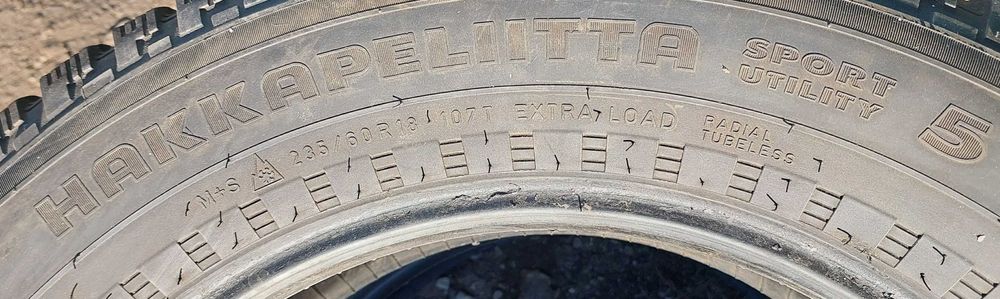 HAKKAPELIITTA SPORT UTILITY 5
M+S 235/60 R18 107T EXTRA LOAD RADIAL TUBELESS